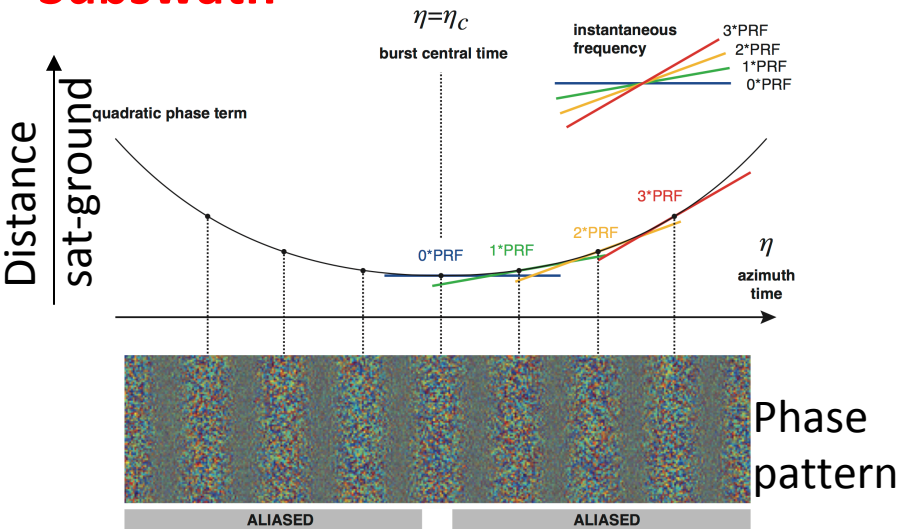 Subswath
η=ηC
burst central time
instantaneous
frequency
3*PRF
2*PRF
1*PRF
0*PRF
quadratic phase term
Distance
sat-ground
0*PRF
1*PRF
2*PRF
3*PRF
η
azimuth
time
Phase
pattern
ALIASED
ALIASED